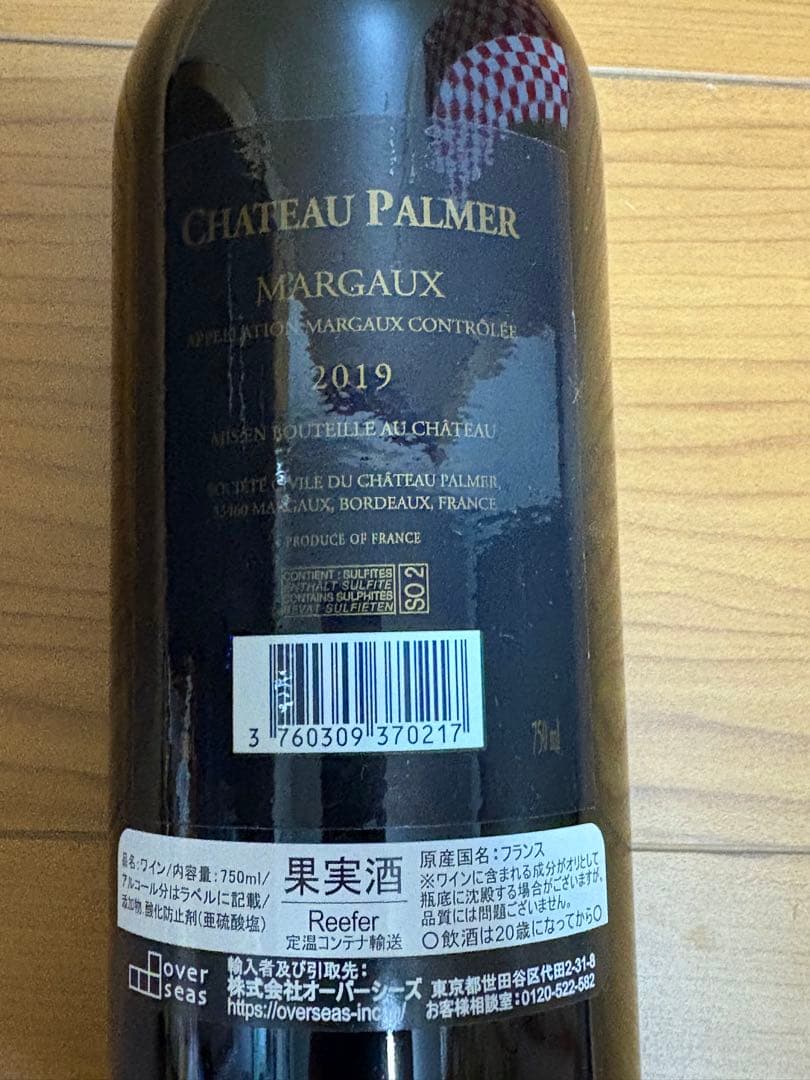 CHATEAU PALMER
MARGAUX
APPELLATION MARGAUX CONTRÔLÉE
2019
MIS EN BOUTEILLE AU CHÂTEAU
SOCIÉTÉ CIVILE DU CHÂTEAU PALMER,
33460 MARGAUX, BORDEAUX, FRANCE
PRODUCE OF FRANCE
CONTIENT : SULFITES
ENTHÄLT SULFITE
CONTAINS SULPHITES
BEVAT SULFIETEN
SO2
3 760309 370217
750 ml
品名:ワイン/内容量:750ml/
アルコール分はラベルに記載/
添加物.酸化防止剤(亜硫酸塩)
果実酒
Reefer
定温コンテナ輸送
原産国名:フランス
※ワインに含まれる成分がオリとして
瓶底に沈殿する場合がございますが、
品質には問題ございません。
〇飲酒は20歳になってから〇
over
seas
輸入者及び引取先:
株式会社オーバーシーズ
https://overseas-inc.jp/
東京都世田谷区代田2-31-8
お客様相談室:0120-522-582